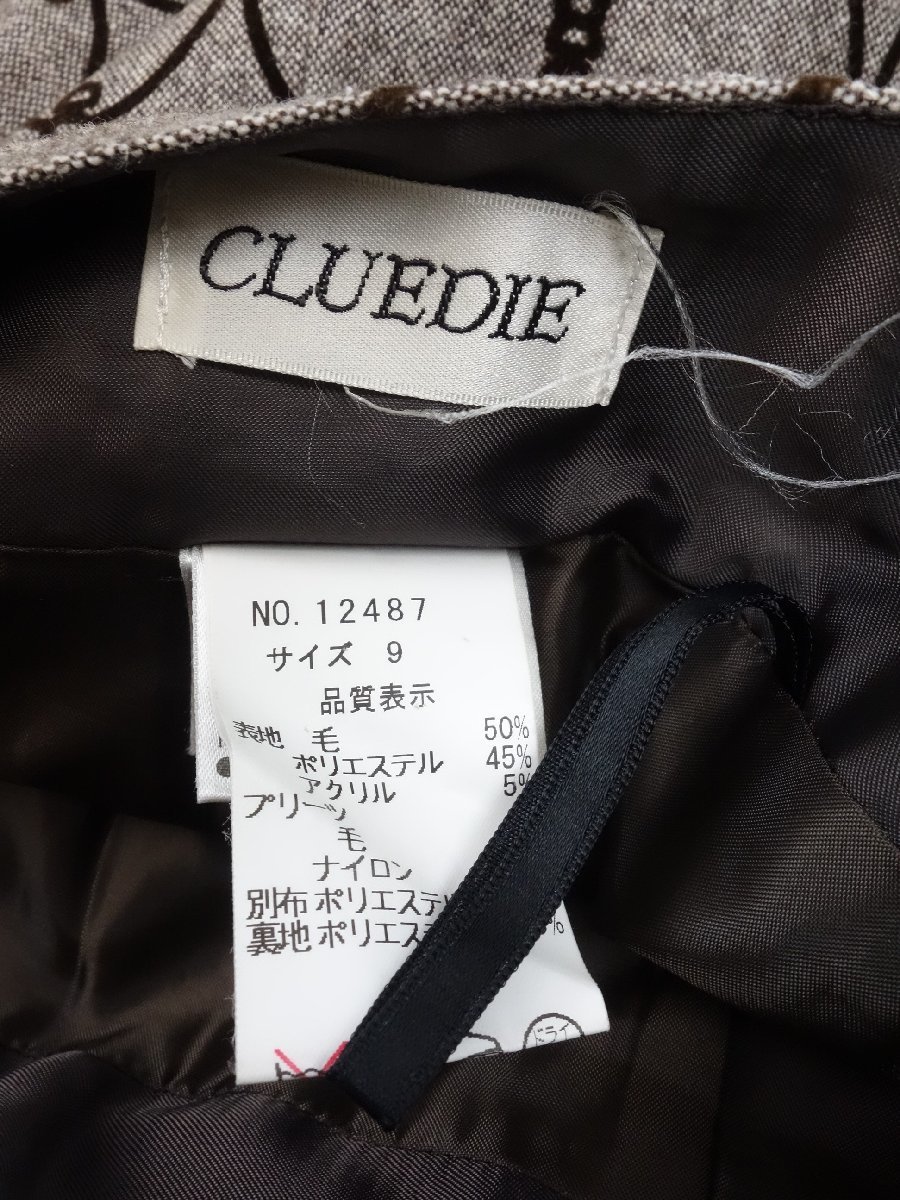 CLUEDIE
NO. 12487
サイズ 9
品質表示
表地 毛 50%
ポリエステル 45%
アクリル 5%
プリーツ
毛
ナイロン
別布 ポリエステ
裏地 ポリエステ %
ドライ